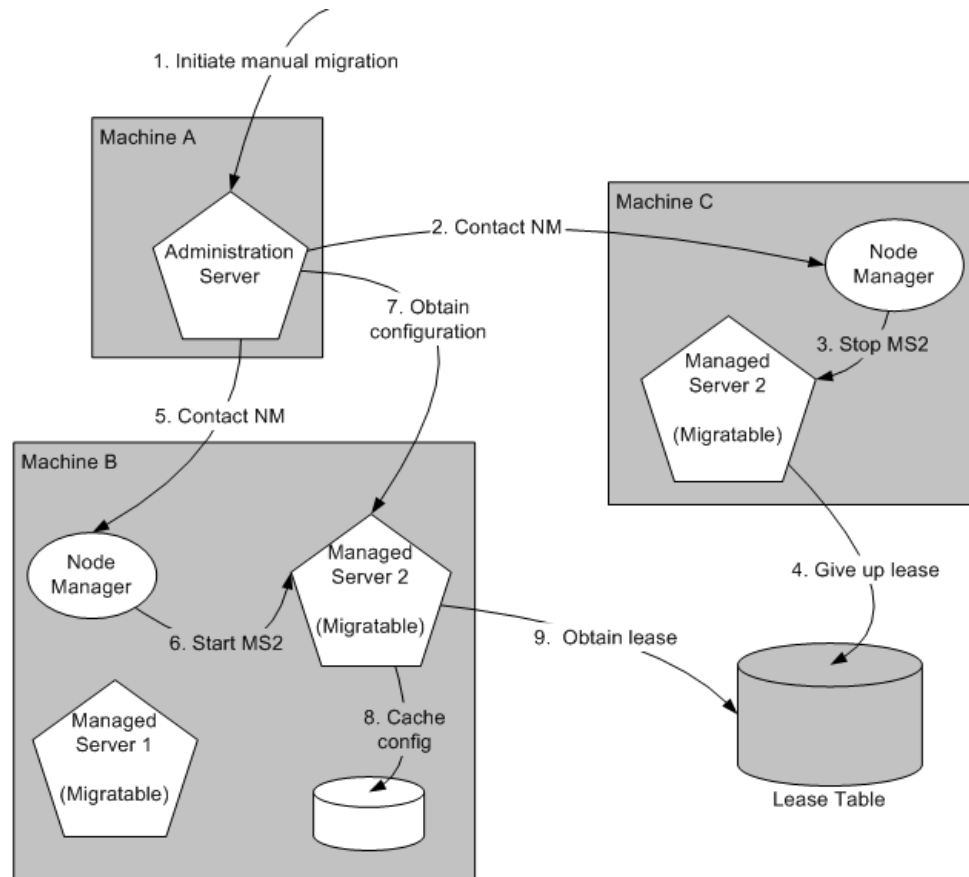 1. Initiate manual migration
Machine A
Administration
Server
2. Contact NM
Machine C
Node
Manager
3. Stop MS2
Managed
Server 2
(Migratable)
7. Obtain
configuration
5. Contact NM
4. Give up lease
Machine B
Node
Manager
6. Start MS2
Managed
Server 2
(Migratable)
9. Obtain lease
Managed
Server 1
(Migratable)
8. Cache
config
Lease Table